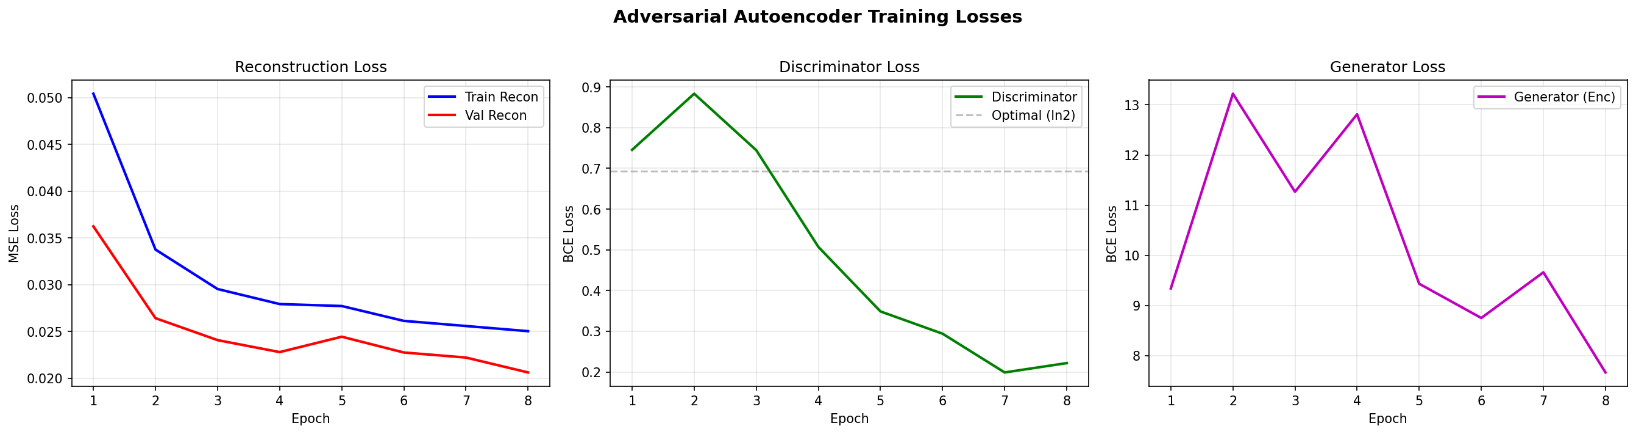 Adversarial Autoencoder Training Losses
Reconstruction Loss
MSE Loss
0.050
0.045
0.040
0.035
0.030
0.025
0.020
Train Recon
Val Recon
1 2 3 4 5 6 7 8
Epoch
Discriminator Loss
BCE Loss
0.9
0.8
0.7
0.6
0.5
0.4
0.3
0.2
Discriminator
Optimal (ln2)
1 2 3 4 5 6 7 8
Epoch
Generator Loss
BCE Loss
13
12
11
10
9
8
Generator (Enc)
1 2 3 4 5 6 7 8
Epoch